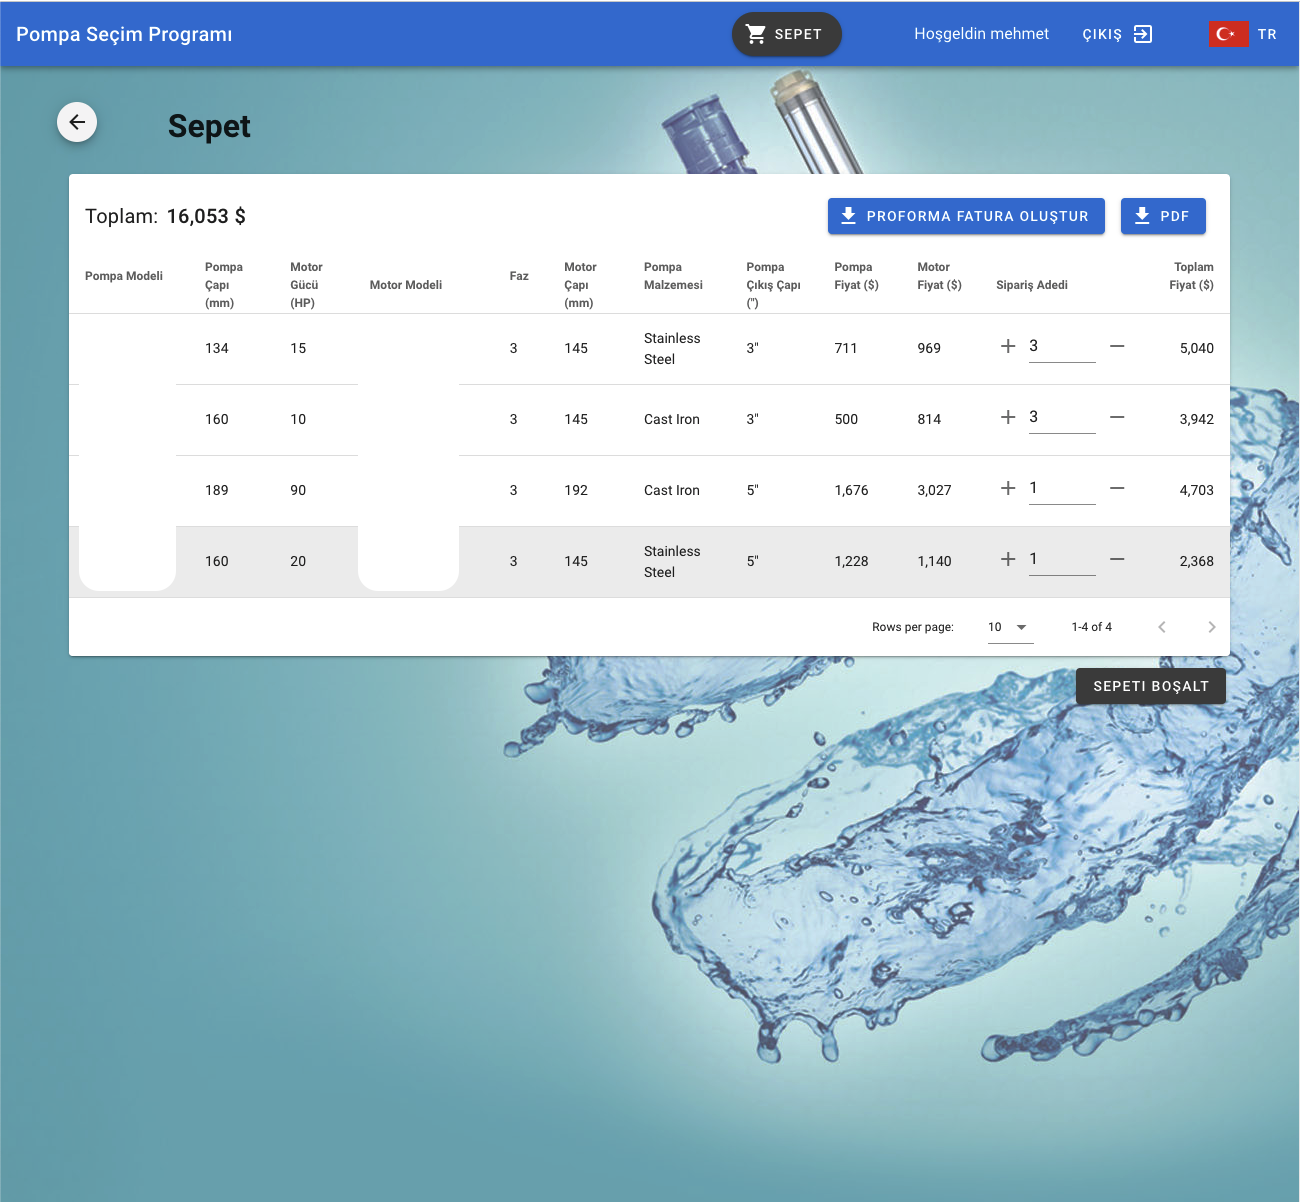 Pompa Seçim Programı
SEPET
Hoşgeldin mehmet
ÇIKIŞ
TR
Sepet
Toplam: 16,053 $
PROFORMA FATURA OLUŞTUR
PDF
Pompa Modeli
Pompa
Çapı
(mm)
Motor
Gücü
(HP)
Motor Modeli
Faz
Motor
Çapı
(mm)
Pompa
Malzemesi
Pompa
Çıkış Çapı
(")
Pompa
Fiyat ($)
Motor
Fiyat ($)
Sipariş Adedi
Toplam
Fiyat ($)
134 15 3 145 Stainless Steel 3" 711 969 3 5,040
160 10 3 145 Cast Iron 3" 500 814 3 3,942
189 90 3 192 Cast Iron 5" 1,676 3,027 1 4,703
160 20 3 145 Stainless Steel 5" 1,228 1,140 1 2,368
Rows per page: 10 1-4 of 4
SEPETI BOŞALT